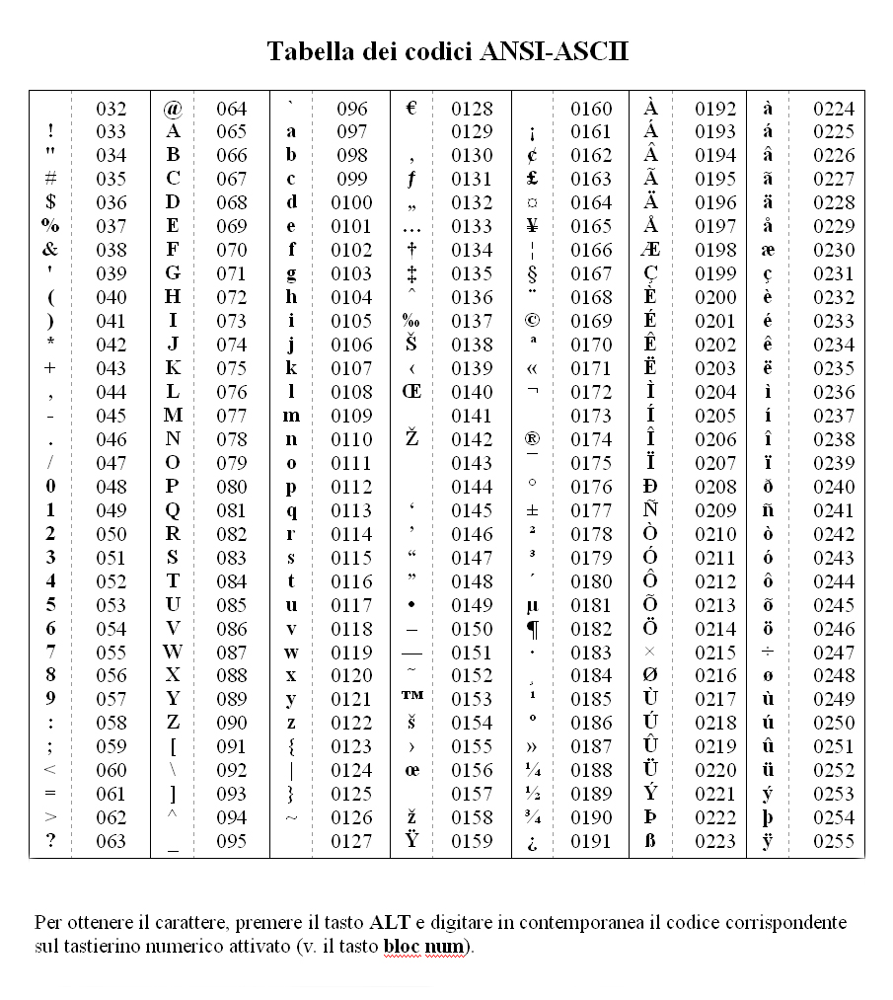 Tabella dei codici ANSI-ASCII
032 @ 064 ` 096 € 0128 0160 À 0192 à 0224
! 033 A 065 a 097 0129 ¡ 0161 Á 0193 á 0225
" 034 B 066 b 098 ‚ 0130 ¢ 0162 Â 0194 â 0226
# 035 C 067 c 099 ƒ 0131 £ 0163 Ã 0195 ã 0227
$ 036 D 068 d 0100 „ 0132 ¤ 0164 Ä 0196 ä 0228
% 037 E 069 e 0101 … 0133 ¥ 0165 Å 0197 å 0229
& 038 F 070 f 0102 † 0134 ¦ 0166 Æ 0198 æ 0230
' 039 G 071 g 0103 ‡ 0135 § 0167 Ç 0199 ç 0231
( 040 H 072 h 0104 ˆ 0136 ¨ 0168 È 0200 è 0232
) 041 I 073 i 0105 ‰ 0137 © 0169 É 0201 é 0233
* 042 J 074 j 0106 Š 0138 ª 0170 Ê 0202 ê 0234
+ 043 K 075 k 0107 ‹ 0139 « 0171 Ë 0203 ë 0235
, 044 L 076 l 0108 Œ 0140 ¬ 0172 Ì 0204 ì 0236
- 045 M 077 m 0109 0141 0173 Í 0205 í 0237
. 046 N 078 n 0110 Ž 0142 ® 0174 Î 0206 î 0238
/ 047 O 079 o 0111 0143 ¯ 0175 Ï 0207 ï 0239
0 048 P 080 p 0112 0144 ° 0176 Ð 0208 ð 0240
1 049 Q 081 q 0113 ‘ 0145 ± 0177 Ñ 0209 ñ 0241
2 050 R 082 r 0114 ’ 0146 ² 0178 Ò 0210 ò 0242
3 051 S 083 s 0115 “ 0147 ³ 0179 Ó 0211 ó 0243
4 052 T 084 t 0116 ” 0148 ´ 0180 Ô 0212 ô 0244
5 053 U 085 u 0117 • 0149 µ 0181 Õ 0213 õ 0245
6 054 V 086 v 0118 – 0150 ¶ 0182 Ö 0214 ö 0246
7 055 W 087 w 0119 — 0151 · 0183 × 0215 ÷ 0247
8 056 X 088 x 0120 ˜ 0152 ¸ 0184 Ø 0216 ø 0248
9 057 Y 089 y 0121 ™ 0153 ¹ 0185 Ù 0217 ù 0249
: 058 Z 090 z 0122 š 0154 º 0186 Ú 0218 ú 0250
; 059 [ 091 { 0123 › 0155 » 0187 Û 0219 û 0251
< 060 \ 092 | 0124 œ 0156 ¼ 0188 Ü 0220 ü 0252
= 061 ] 093 } 0125 0157 ½ 0189 Ý 0221 ý 0253
> 062 ^ 094 ~ 0126 ž 0158 ¾ 0190 Þ 0222 þ 0254
? 063 _ 095 0127 Ÿ 0159 ¿ 0191 ß 0223 ÿ 0255
Per ottenere il carattere, premere il tasto ALT e digitare in contemporanea il codice corrispondente
sul tastierino numerico attivato (v. il tasto bloc num).